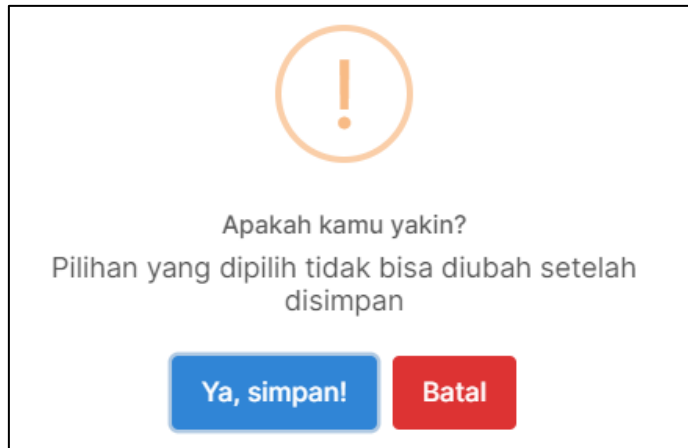 Apakah kamu yakin?
Pilihan yang dipilih tidak bisa diubah setelah
disimpan
Ya, simpan!
Batal